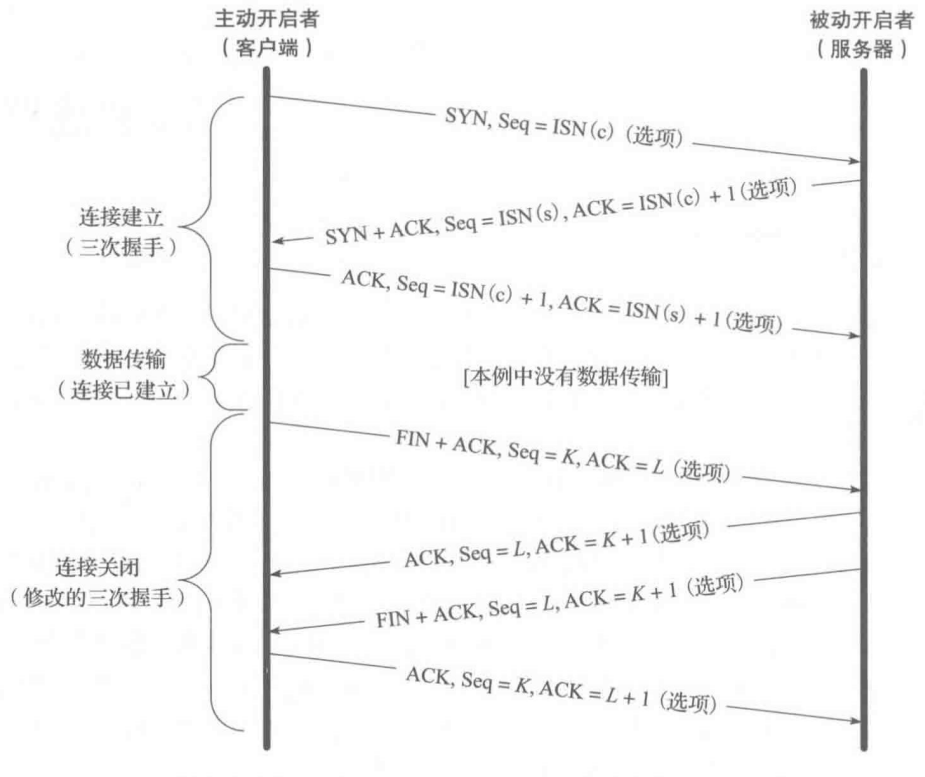 主动开启者
（客户端）
被动开启者
（服务器）
SYN, Seq = ISN(c)（选项）
SYN + ACK, Seq = ISN(s), ACK = ISN(c) + 1(选项)
连接建立
（三次握手）
ACK, Seq = ISN(c) + 1, ACK = ISN(s) + 1(选项)
数据传输
（连接已建立）
[本例中没有数据传输]
FIN + ACK, Seq = K, ACK = L（选项）
ACK, Seq = L, ACK = K + 1(选项)
连接关闭
（修改的三次握手）
FIN + ACK, Seq = L, ACK = K + 1（选项）
ACK, Seq = K, ACK = L + 1（选项）